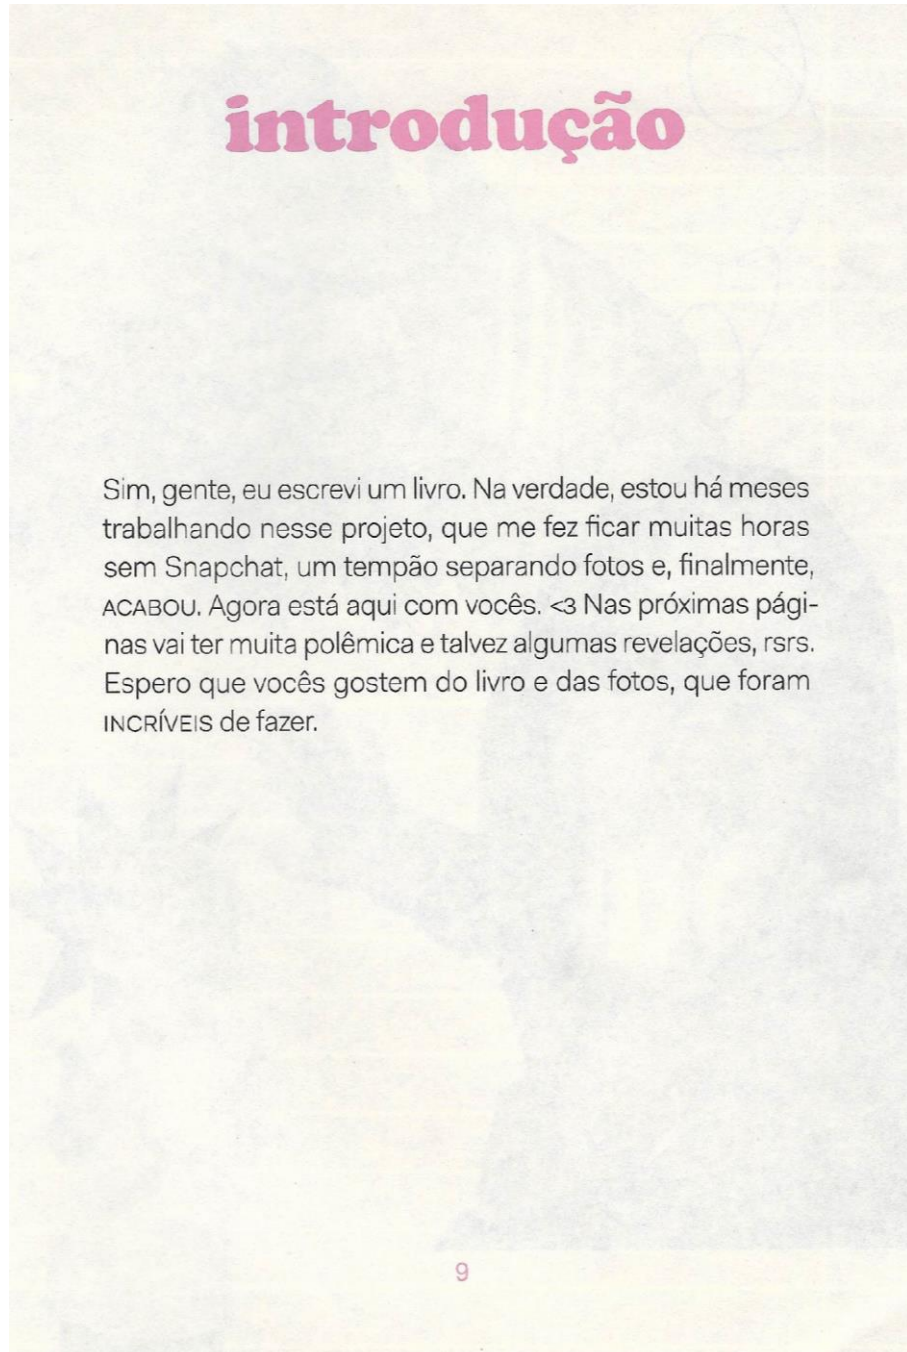 introdução
Sim, gente, eu escrevi um livro. Na verdade, estou há meses
trabalhando nesse projeto, que me fez ficar muitas horas
sem Snapchat, um tempão separando fotos e, finalmente,
ACABOU. Agora está aqui com vocês. <3 Nas próximas pági-
nas vai ter muita polêmica e talvez algumas revelações, rsrs.
Espero que vocês gostem do livro e das fotos, que foram
INCRÍVEIS de fazer.
9